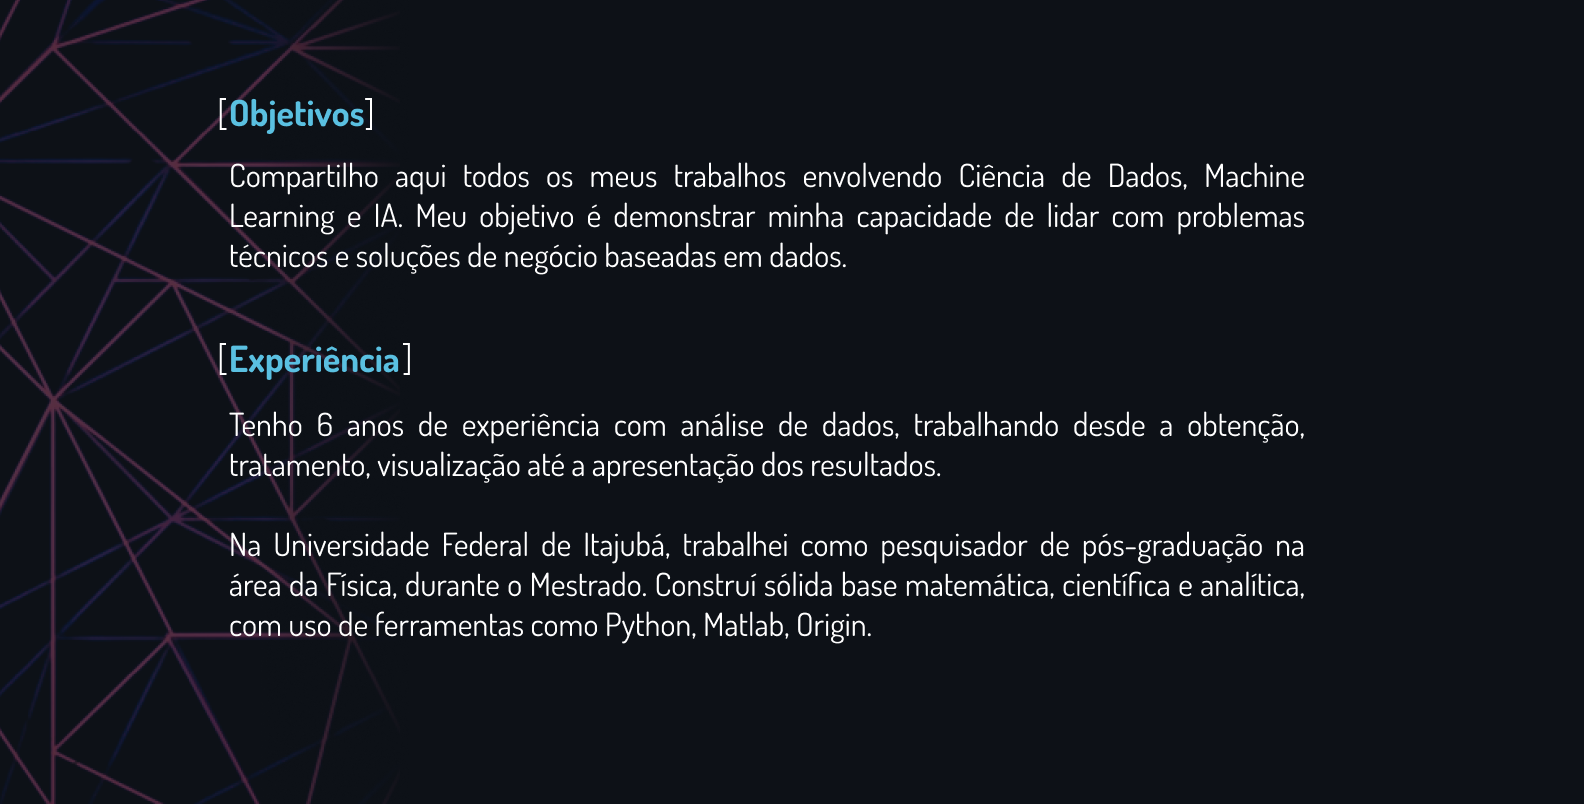 [Objetivos]
Compartilho aqui todos os meus trabalhos envolvendo Ciência de Dados, Machine
Learning e IA. Meu objetivo é demonstrar minha capacidade de lidar com problemas
técnicos e soluções de negócio baseadas em dados.
[Experiência]
Tenho 6 anos de experiência com análise de dados, trabalhando desde a obtenção,
tratamento, visualização até a apresentação dos resultados.
Na Universidade Federal de Itajubá, trabalhei como pesquisador de pós-graduação na
área da Física, durante o Mestrado. Construí sólida base matemática, científica e analítica,
com uso de ferramentas como Python, Matlab, Origin.